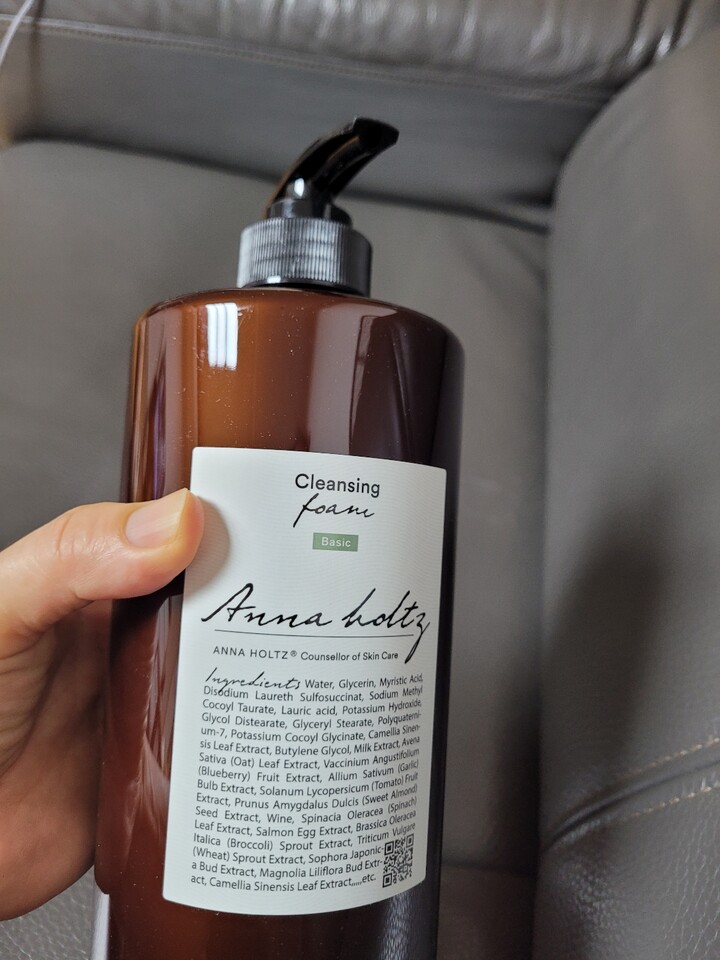 Cleansing
foam
Basic
Anna holtz
ANNA HOLTZ® Counsellor of Skin Care
Ingredients Water, Glycerin, Myristic Acid,
Disodium Laureth Sulfosuccinat, Sodium Methyl
Cocoyl Taurate, Lauric acid, Potassium Hydroxide,
Glycol Distearate, Glyceryl Stearate, Polyquaterni-
um-7, Potassium Cocoyl Glycinate, Camellia Sinen-
sis Leaf Extract, Butylene Glycol, Milk Extract, Avena
Sativa (Oat) Leaf Extract, Vaccinium Angustifolium
(Blueberry) Fruit Extract, Allium Sativum (Garlic)
Bulb Extract, Solanum Lycopersicum (Tomato) Fruit
Extract, Prunus Amygdalus Dulcis (Sweet Almond)
Seed Extract, Wine, Spinacia Oleracea (Spinach)
Leaf Extract, Salmon Egg Extract, Brassica Oleracea
Italica (Broccoli) Sprout Extract, Triticum Vulgare
(Wheat) Sprout Extract, Sophora Japonic-
a Bud Extract, Magnolia Liliflora Bud Extr-
act, Camellia Sinensis Leaf Extract,,,,,etc.